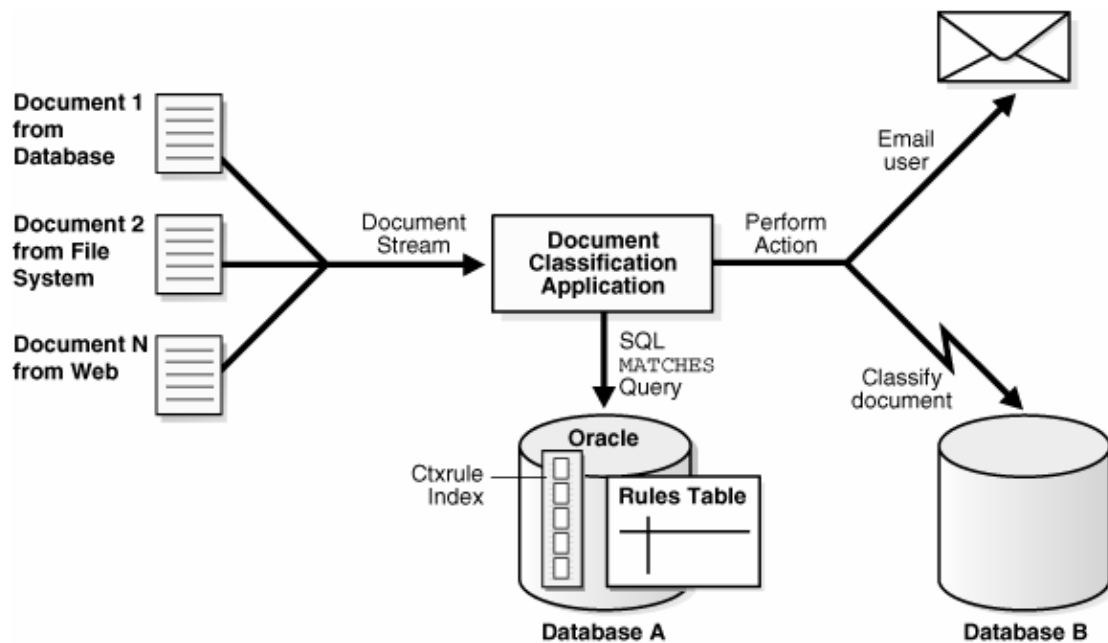 Document 1
from
Database
Document 2
from File
System
Document N
from Web
Document
Stream
Document
Classification
Application
Perform
Action
Email
user
SQL
MATCHES
Query
Classify
document
Oracle
Ctxrule
Index
Rules Table
Database A
Database B